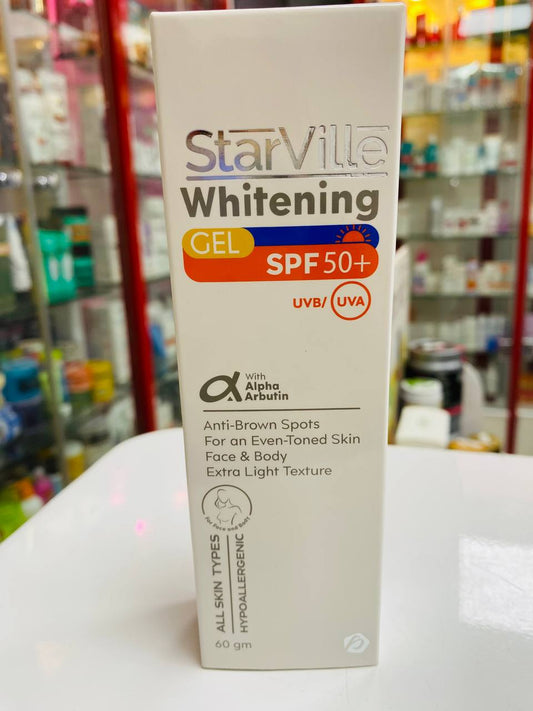 StarVille
Whitening
GEL
SPF 50+
UVB/ UVA
With
Alpha
Arbutin
Anti-Brown Spots
For an Even-Toned Skin
Face & Body
Extra Light Texture
For Face and Body
ALL SKIN TYPES
HYPOALLERGENIC
60 gm